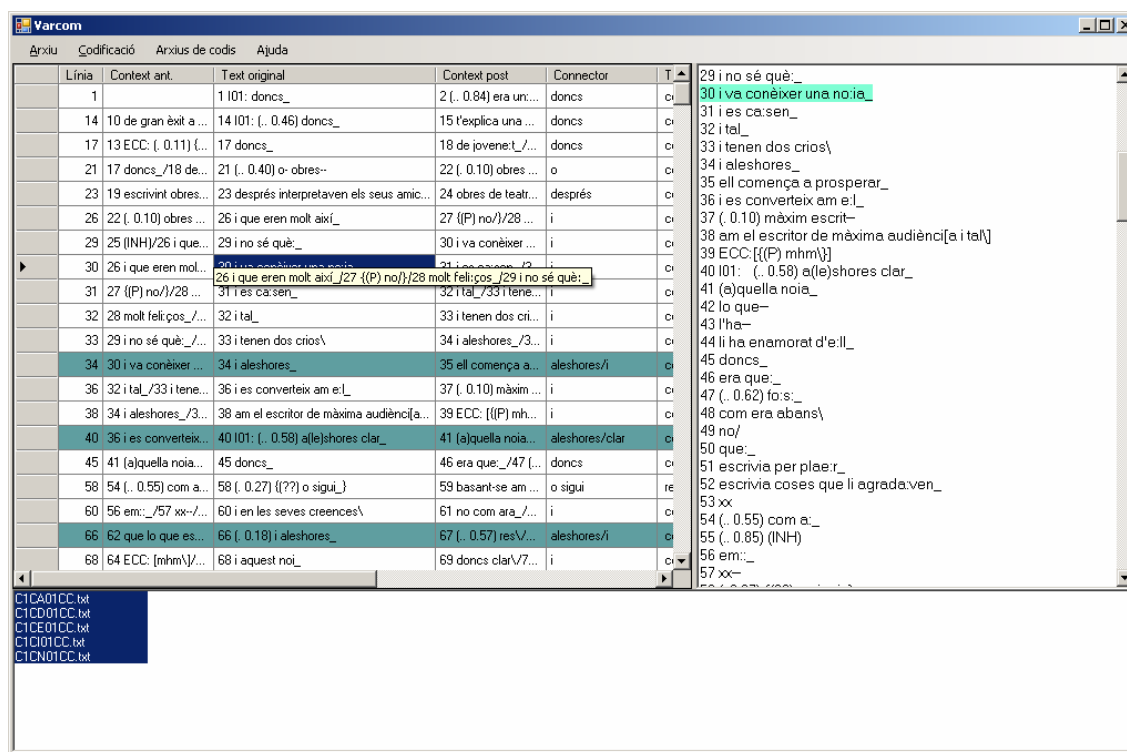 Varcom
Arxiu Codificació Arxius de codis Ajuda
Línia Context ant. Text original Context post Connector T
1 1 I01: doncs_ 2 (.. 0.84) era un:... doncs
14 10 de gran èxit a ... 14 I01: (.. 0.46) doncs_ 15 t'explica una ... doncs
17 13 ECC: (. 0.11) {... 17 doncs_ 18 de jovene:t_/... doncs
21 17 doncs_/18 de... 21 (.. 0.40) o- obres-- 22 (. 0.10) obres ... o
23 19 escrivint obres... 23 després interpretaven els seus amic... 24 obres de teatr... després
26 22 (. 0.10) obres ... 26 i que eren molt així_ 27 {(P) no/}/28 ... i
29 25 (INH)/26 i que... 29 i no sé què:_ 30 i va conèixer ... i
30 26 i que eren mol... 30 i va conèixer una no:ia_ 31 i es ca:sen_/3... i
26 i que eren molt així_/27 {(P) no/}/28 molt feli:ços_/29 i no sé què:_
31 27 {(P) no/}/28 ... 31 i es ca:sen_ 32 i tal_/33 i tene... i
32 28 molt feli:ços_/... 32 i tal_ 33 i tenen dos cri... i
33 29 i no sé què:_/... 33 i tenen dos crios\ 34 i aleshores_/3... i
34 30 i va conèixer ... 34 i aleshores_ 35 ell comença a... aleshores/i
36 32 i tal_/33 i tene... 36 i es converteix am e:l_ 37 (. 0.10) màxim ... i
38 34 i aleshores_/3... 38 am el escritor de màxima audiènci[a... 39 ECC: [{(P) mh... i
40 36 i es converteix... 40 I01: (.. 0.58) a(le)shores clar_ 41 (a)quella noia... aleshores/clar
45 41 (a)quella noia... 45 doncs_ 46 era que:_/47 (... doncs
58 54 (.. 0.55) com a... 58 (. 0.27) {(??) o sigui_} 59 basant-se am ... o sigui
60 56 em::_/57 xx--/... 60 i en les seves creences\ 61 no com ara_/... i
66 62 que lo que es... 66 (. 0.18) i aleshores_ 67 (.. 0.57) res\/... aleshores/i
68 64 ECC: [mhm\]/... 68 i aquest noi_ 69 doncs clar\/7... i
29 i no sé què:_
30 i va conèixer una no:ia_
31 i es ca:sen_
32 i tal_
33 i tenen dos crios\
34 i aleshores_
35 ell comença a prosperar_
36 i es converteix am e:l_
37 (. 0.10) màxim escrit--
38 am el escritor de màxima audiènci[a i tal\]
39 ECC:[{(P) mhm\}]
40 I01: (.. 0.58) a(le)shores clar_
41 (a)quella noia_
42 lo que--
43 l'ha--
44 li ha enamorat d'e:ll_
45 doncs_
46 era que:_
47 (.. 0.62) fo:s:_
48 com era abans\
49 no/
50 que:_
51 escrivia per plae:r_
52 escrivia coses que li agrada:ven_
53 xx
54 (.. 0.55) com a:_
55 (.. 0.85) (INH)
56 em::_
57 xx--
C1CA01CC.txt
C1CD01CC.txt
C1CE01CC.txt
C1CI01CC.txt
C1CN01CC.txt